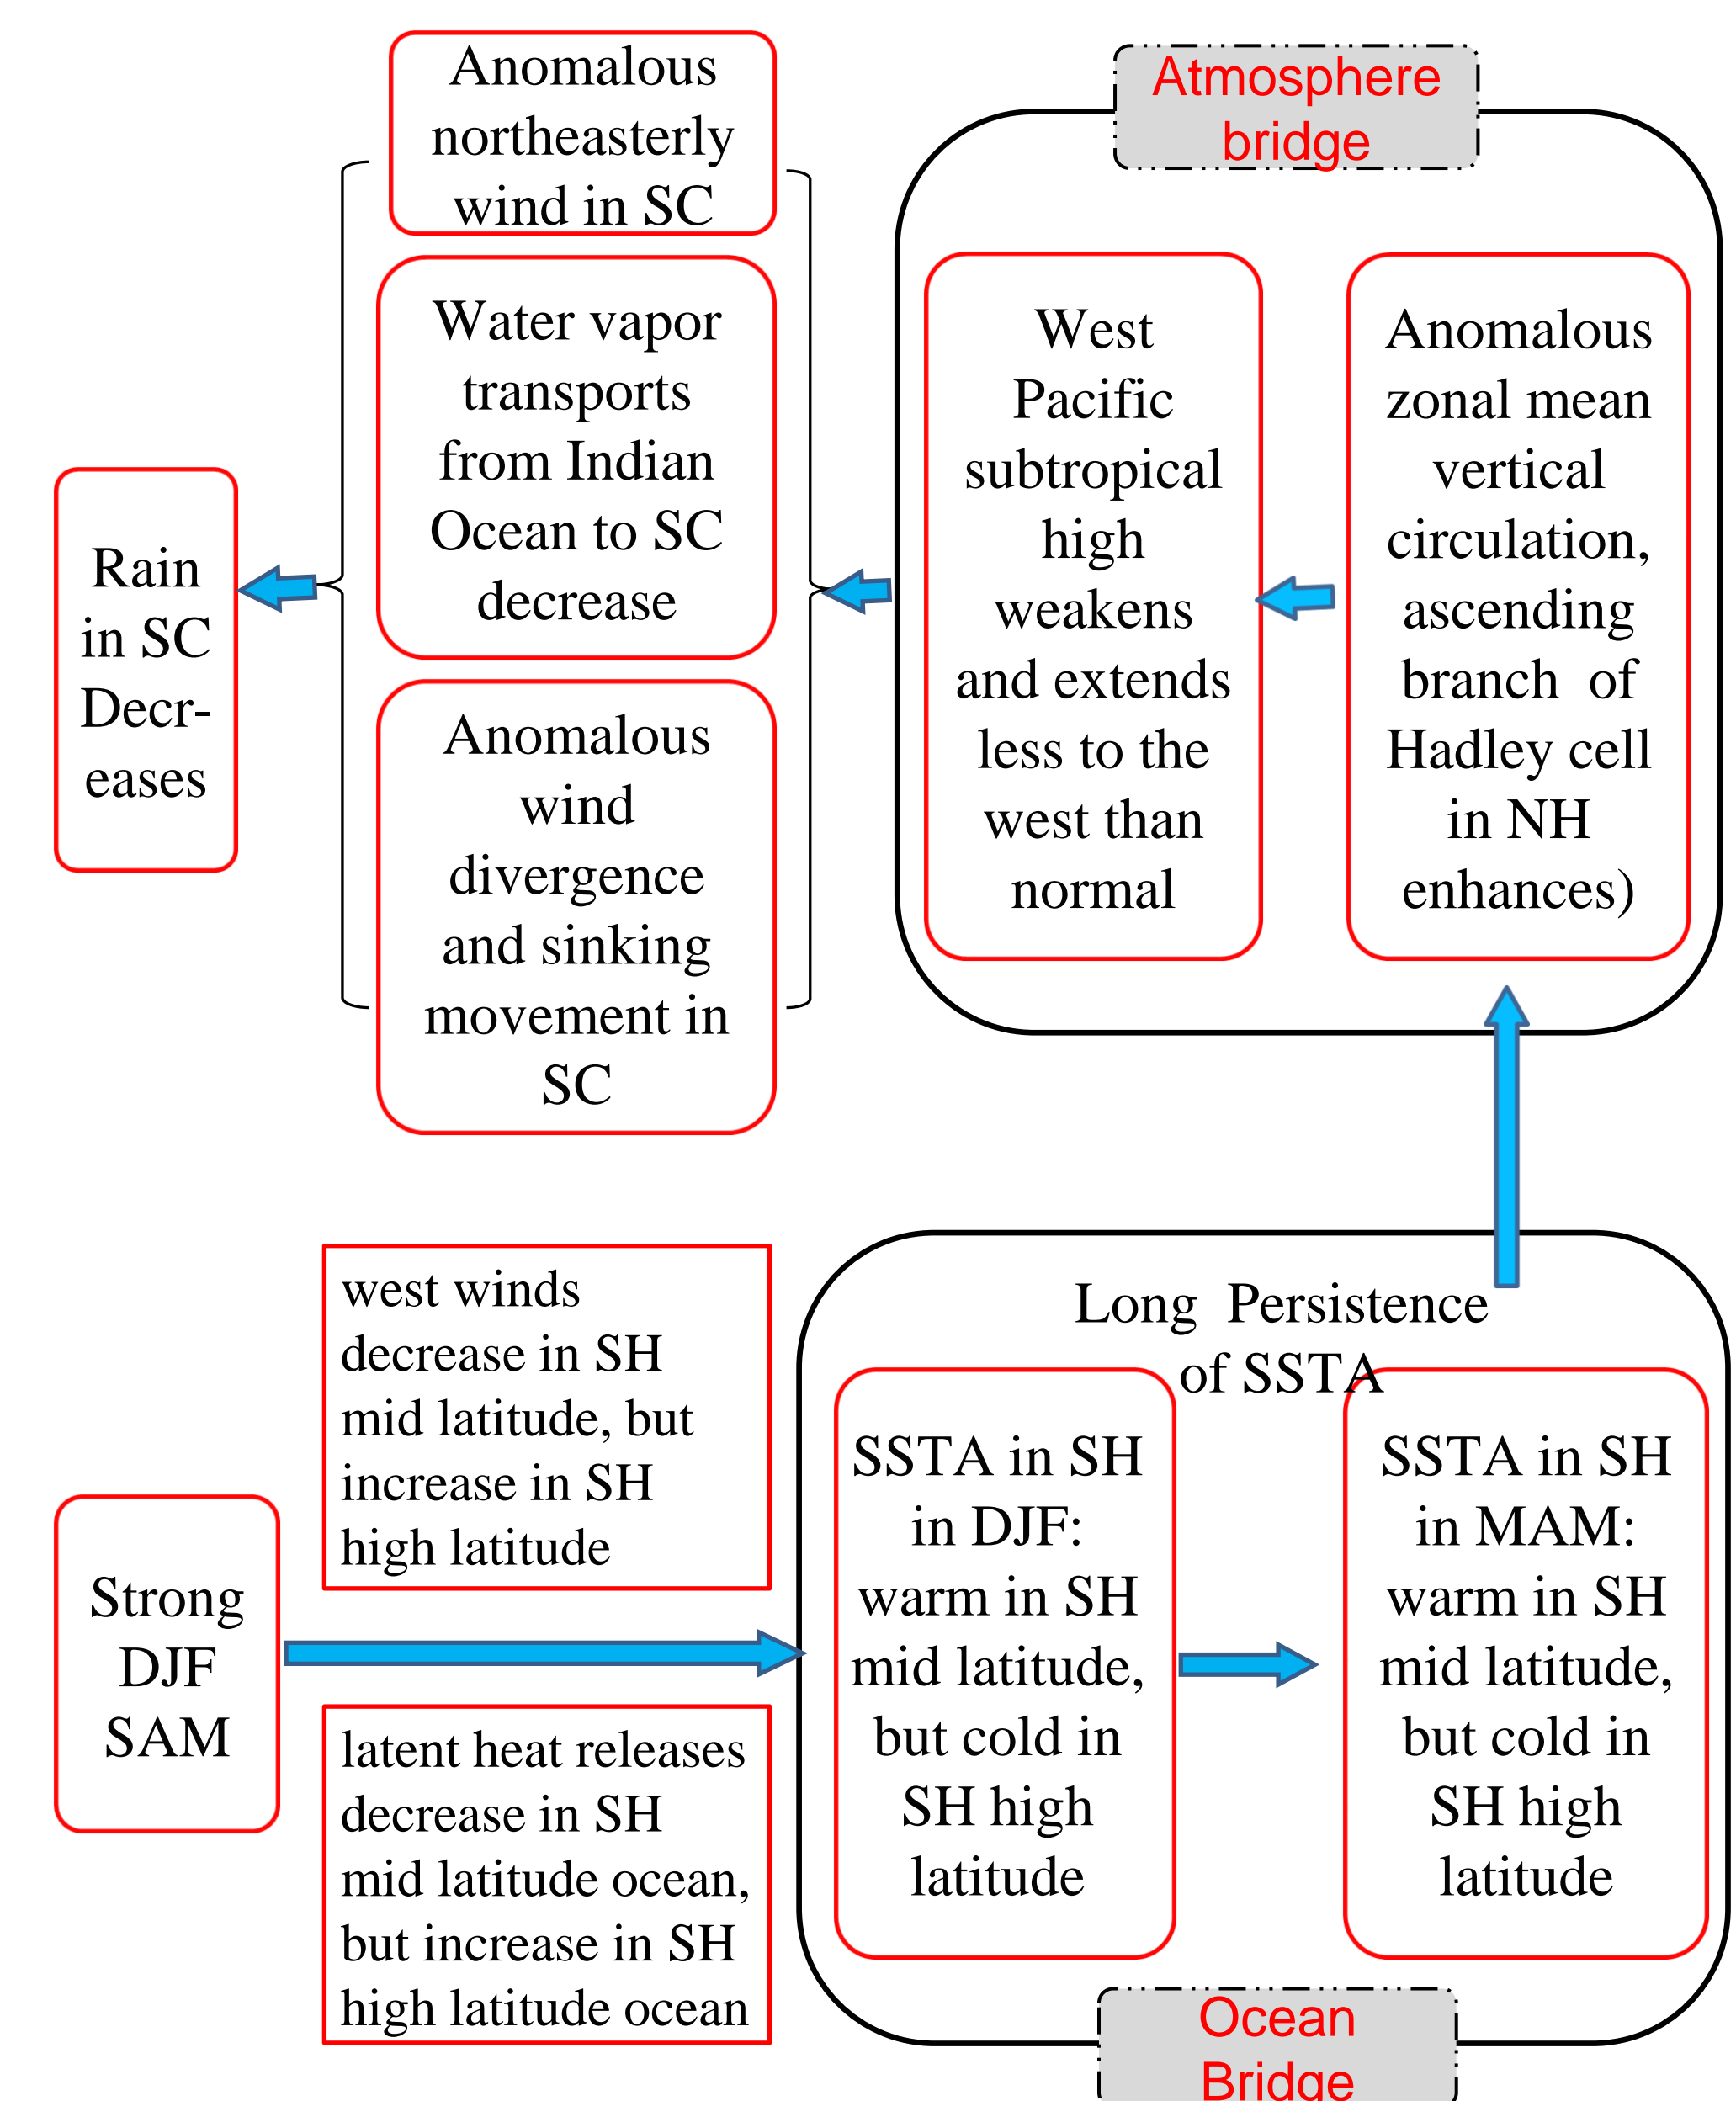 Anomalous
northeasterly
wind in SC
Water vapor
transports
from Indian
Ocean to SC
decrease
Anomalous
wind
divergence
and sinking
movement in
SC
Rain
in SC
Decr-
eases
Atmosphere
bridge
West
Pacific
subtropical
high
weakens
and extends
less to the
west than
normal
Anomalous
zonal mean
vertical
circulation,
ascending
branch of
Hadley cell
in NH
enhances)
west winds
decrease in SH
mid latitude, but
increase in SH
high latitude
Strong
DJF
SAM
latent heat releases
decrease in SH
mid latitude ocean,
but increase in SH
high latitude ocean
Long Persistence
of SSTA
SSTA in SH
in DJF:
warm in SH
mid latitude,
but cold in
SH high
latitude
SSTA in SH
in MAM:
warm in SH
mid latitude,
but cold in
SH high
latitude
Ocean
Bridge